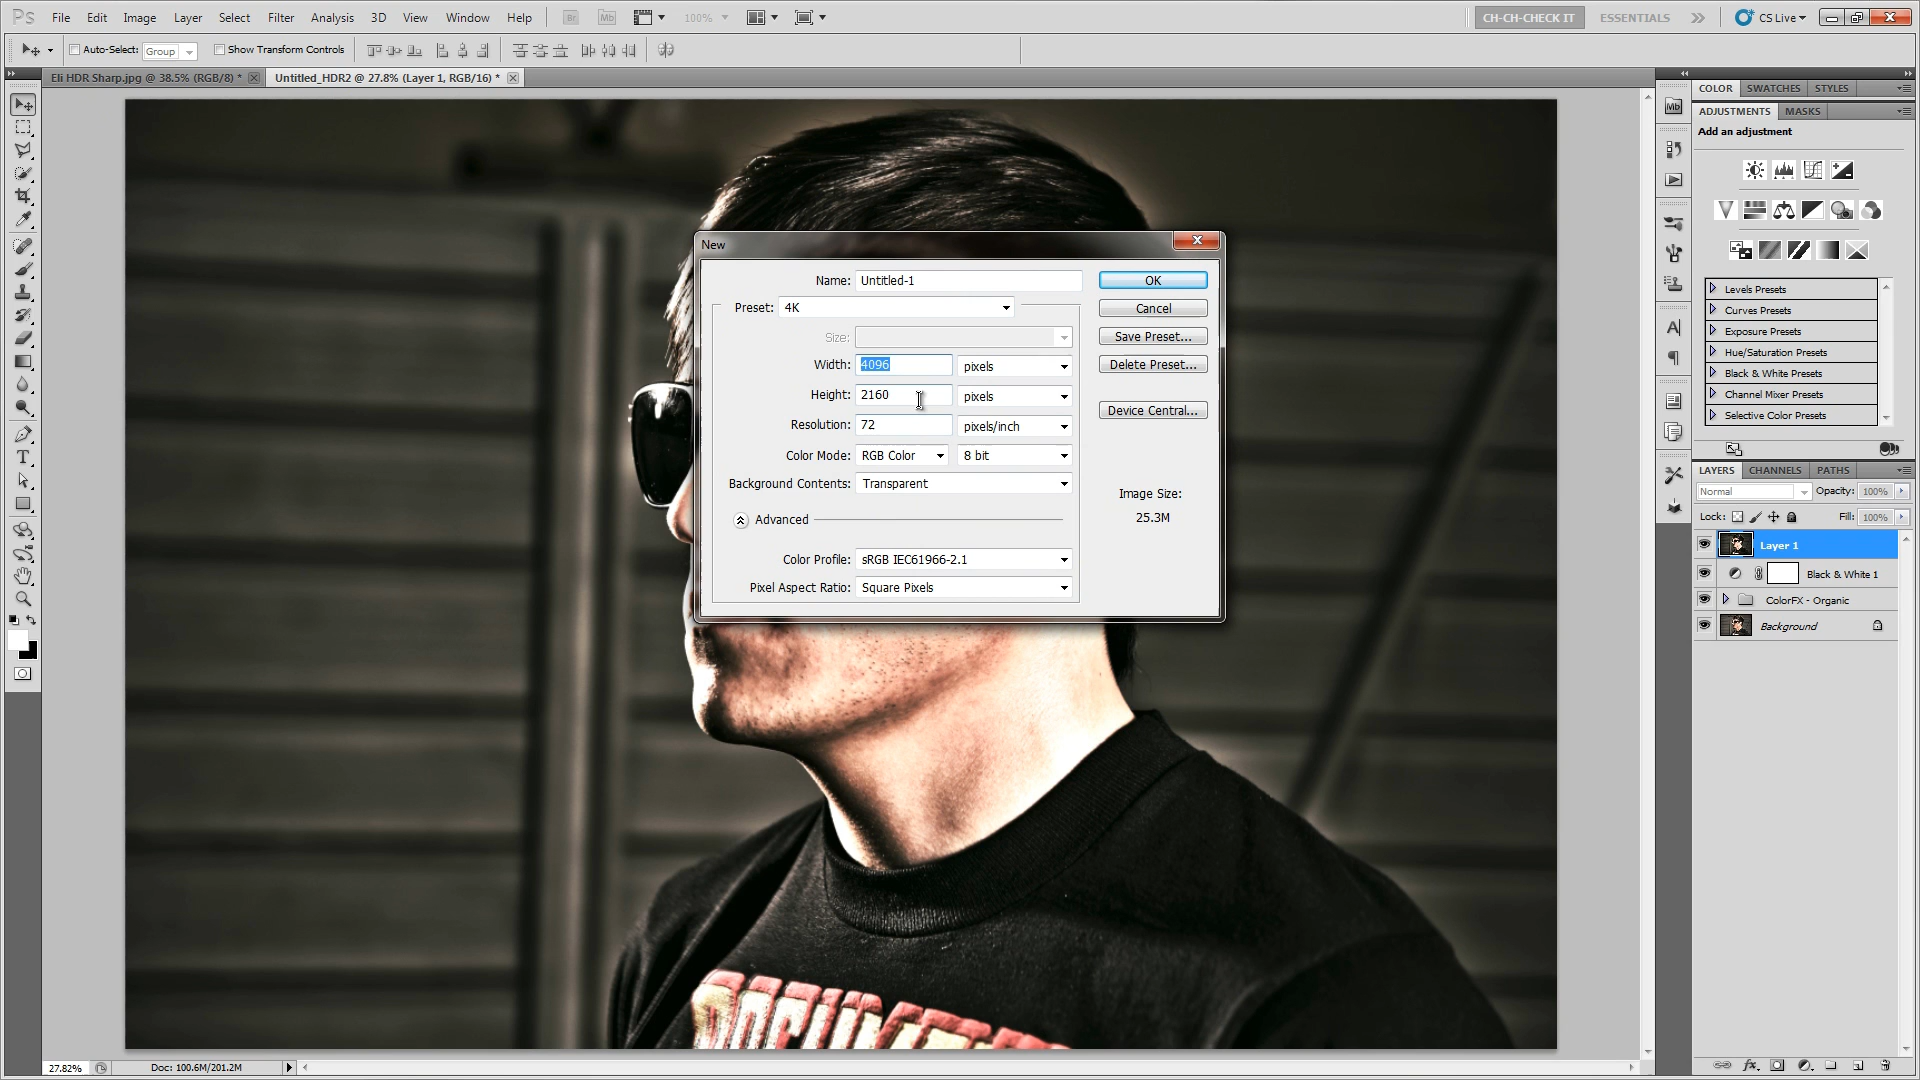 Ps File Edit Image Layer Select Filter Analysis 3D View Window Help Br Mb 100% CH-CH-CHECK IT ESSENTIALS CS Live
Auto-Select: Group Show Transform Controls
Eli HDR Sharp.jpg @ 38.5% (RGB/8) * Untitled_HDR2 @ 27.8% (Layer 1, RGB/16) *
New
Name: Untitled-1 OK
Preset: 4K Cancel
Size: Save Preset...
Width: 4096 pixels Delete Preset...
Height: 2160 pixels
Device Central...
Resolution: 72 pixels/inch
Color Mode: RGB Color 8 bit
Background Contents: Transparent
Image Size:
25.3M
Advanced
Color Profile: sRGB IEC61966-2.1
Pixel Aspect Ratio: Square Pixels
COLOR SWATCHES STYLES
Mb
ADJUSTMENTS MASKS
Add an adjustment
Levels Presets
Curves Presets
Exposure Presets
Hue/Saturation Presets
Black & White Presets
Channel Mixer Presets
Selective Color Presets
LAYERS CHANNELS PATHS
Normal Opacity: 100%
Lock: Fill: 100%
Layer 1
Black & White 1
ColorFX - Organic
Background
27.82% Doc: 100.6M/201.2M